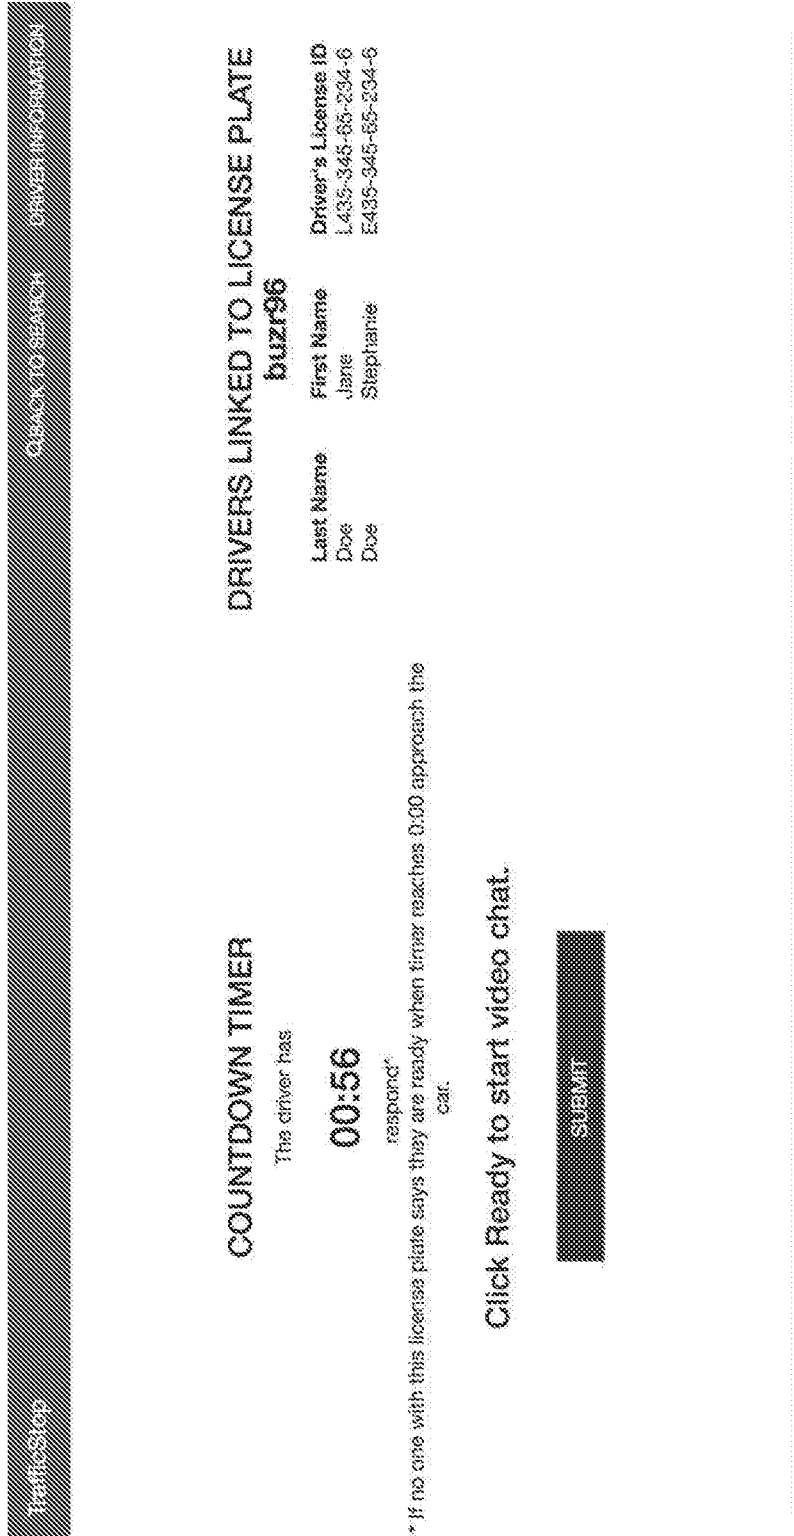 TrafficStop
QBACK TO SEARCH
DRIVER INFORMATION
COUNTDOWN TIMER
The driver has
00:56
respond*
* If no one with this license plate says they are ready when timer reaches 0:00 approach the
car.
Click Ready to start video chat.
SUBMIT
DRIVERS LINKED TO LICENSE PLATE
buzr96
Last Name First Name Driver's License ID
Doe Jane L435-345-65-234-6
Doe Stephanie E435-345-65-234-6